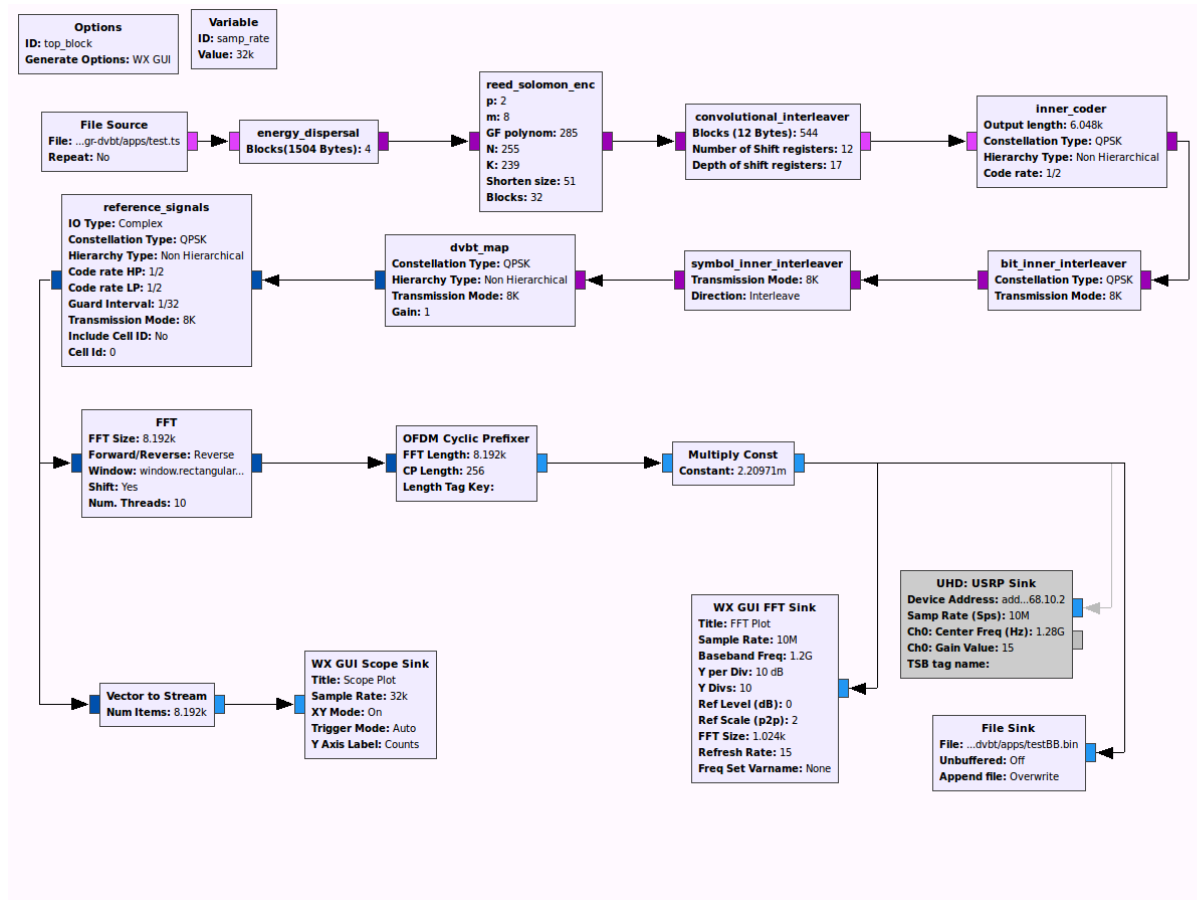 Options
ID: top_block
Generate Options: WX GUI
Variable
ID: samp_rate
Value: 32k
File Source
File: ...gr-dvbt/apps/test.ts
Repeat: No
energy_dispersal
Blocks(1504 Bytes): 4
reed_solomon_enc
p: 2
m: 8
GF polynom: 285
N: 255
K: 239
Shorten size: 51
Blocks: 32
convolutional_interleaver
Blocks (12 Bytes): 544
Number of Shift registers: 12
Depth of shift registers: 17
inner_coder
Output length: 6.048k
Constellation Type: QPSK
Hierarchy Type: Non Hierarchical
Code rate: 1/2
reference_signals
IO Type: Complex
Constellation Type: QPSK
Hierarchy Type: Non Hierarchical
Code rate HP: 1/2
Code rate LP: 1/2
Guard Interval: 1/32
Transmission Mode: 8K
Include Cell ID: No
Cell Id: 0
dvbt_map
Constellation Type: QPSK
Hierarchy Type: Non Hierarchical
Transmission Mode: 8K
Gain: 1
symbol_inner_interleaver
Transmission Mode: 8K
Direction: Interleave
bit_inner_interleaver
Constellation Type: QPSK
Transmission Mode: 8K
FFT
FFT Size: 8.192k
Forward/Reverse: Reverse
Window: window.rectangular...
Shift: Yes
Num. Threads: 10
OFDM Cyclic Prefixer
FFT Length: 8.192k
CP Length: 256
Length Tag Key:
Multiply Const
Constant: 2.20971m
UHD: USRP Sink
Device Address: add...68.10.2
Samp Rate (Sps): 10M
Ch0: Center Freq (Hz): 1.28G
Ch0: Gain Value: 15
TSB tag name:
WX GUI FFT Sink
Title: FFT Plot
Sample Rate: 10M
Baseband Freq: 1.2G
Y per Div: 10 dB
Y Divs: 10
Ref Level (dB): 0
Ref Scale (p2p): 2
FFT Size: 1.024k
Refresh Rate: 15
Freq Set Varname: None
Vector to Stream
Num Items: 8.192k
WX GUI Scope Sink
Title: Scope Plot
Sample Rate: 32k
XY Mode: On
Trigger Mode: Auto
Y Axis Label: Counts
File Sink
File: ...dvbt/apps/testBB.bin
Unbuffered: Off
Append file: Overwrite